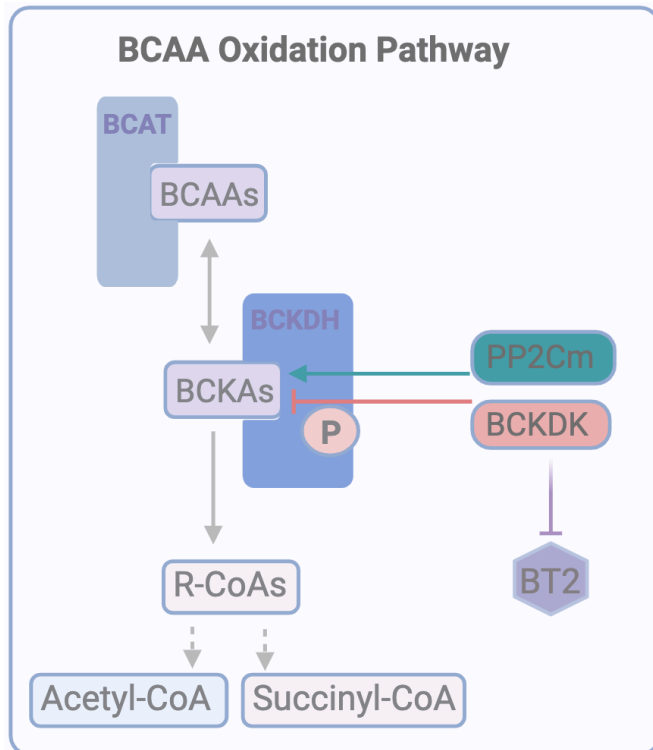 BCAA Oxidation Pathway
BCAT
BCAAs
BCKDH
PP2Cm
BCKAs
BCKDK
P
R-CoAs
BT2
Acetyl-CoA
Succinyl-CoA